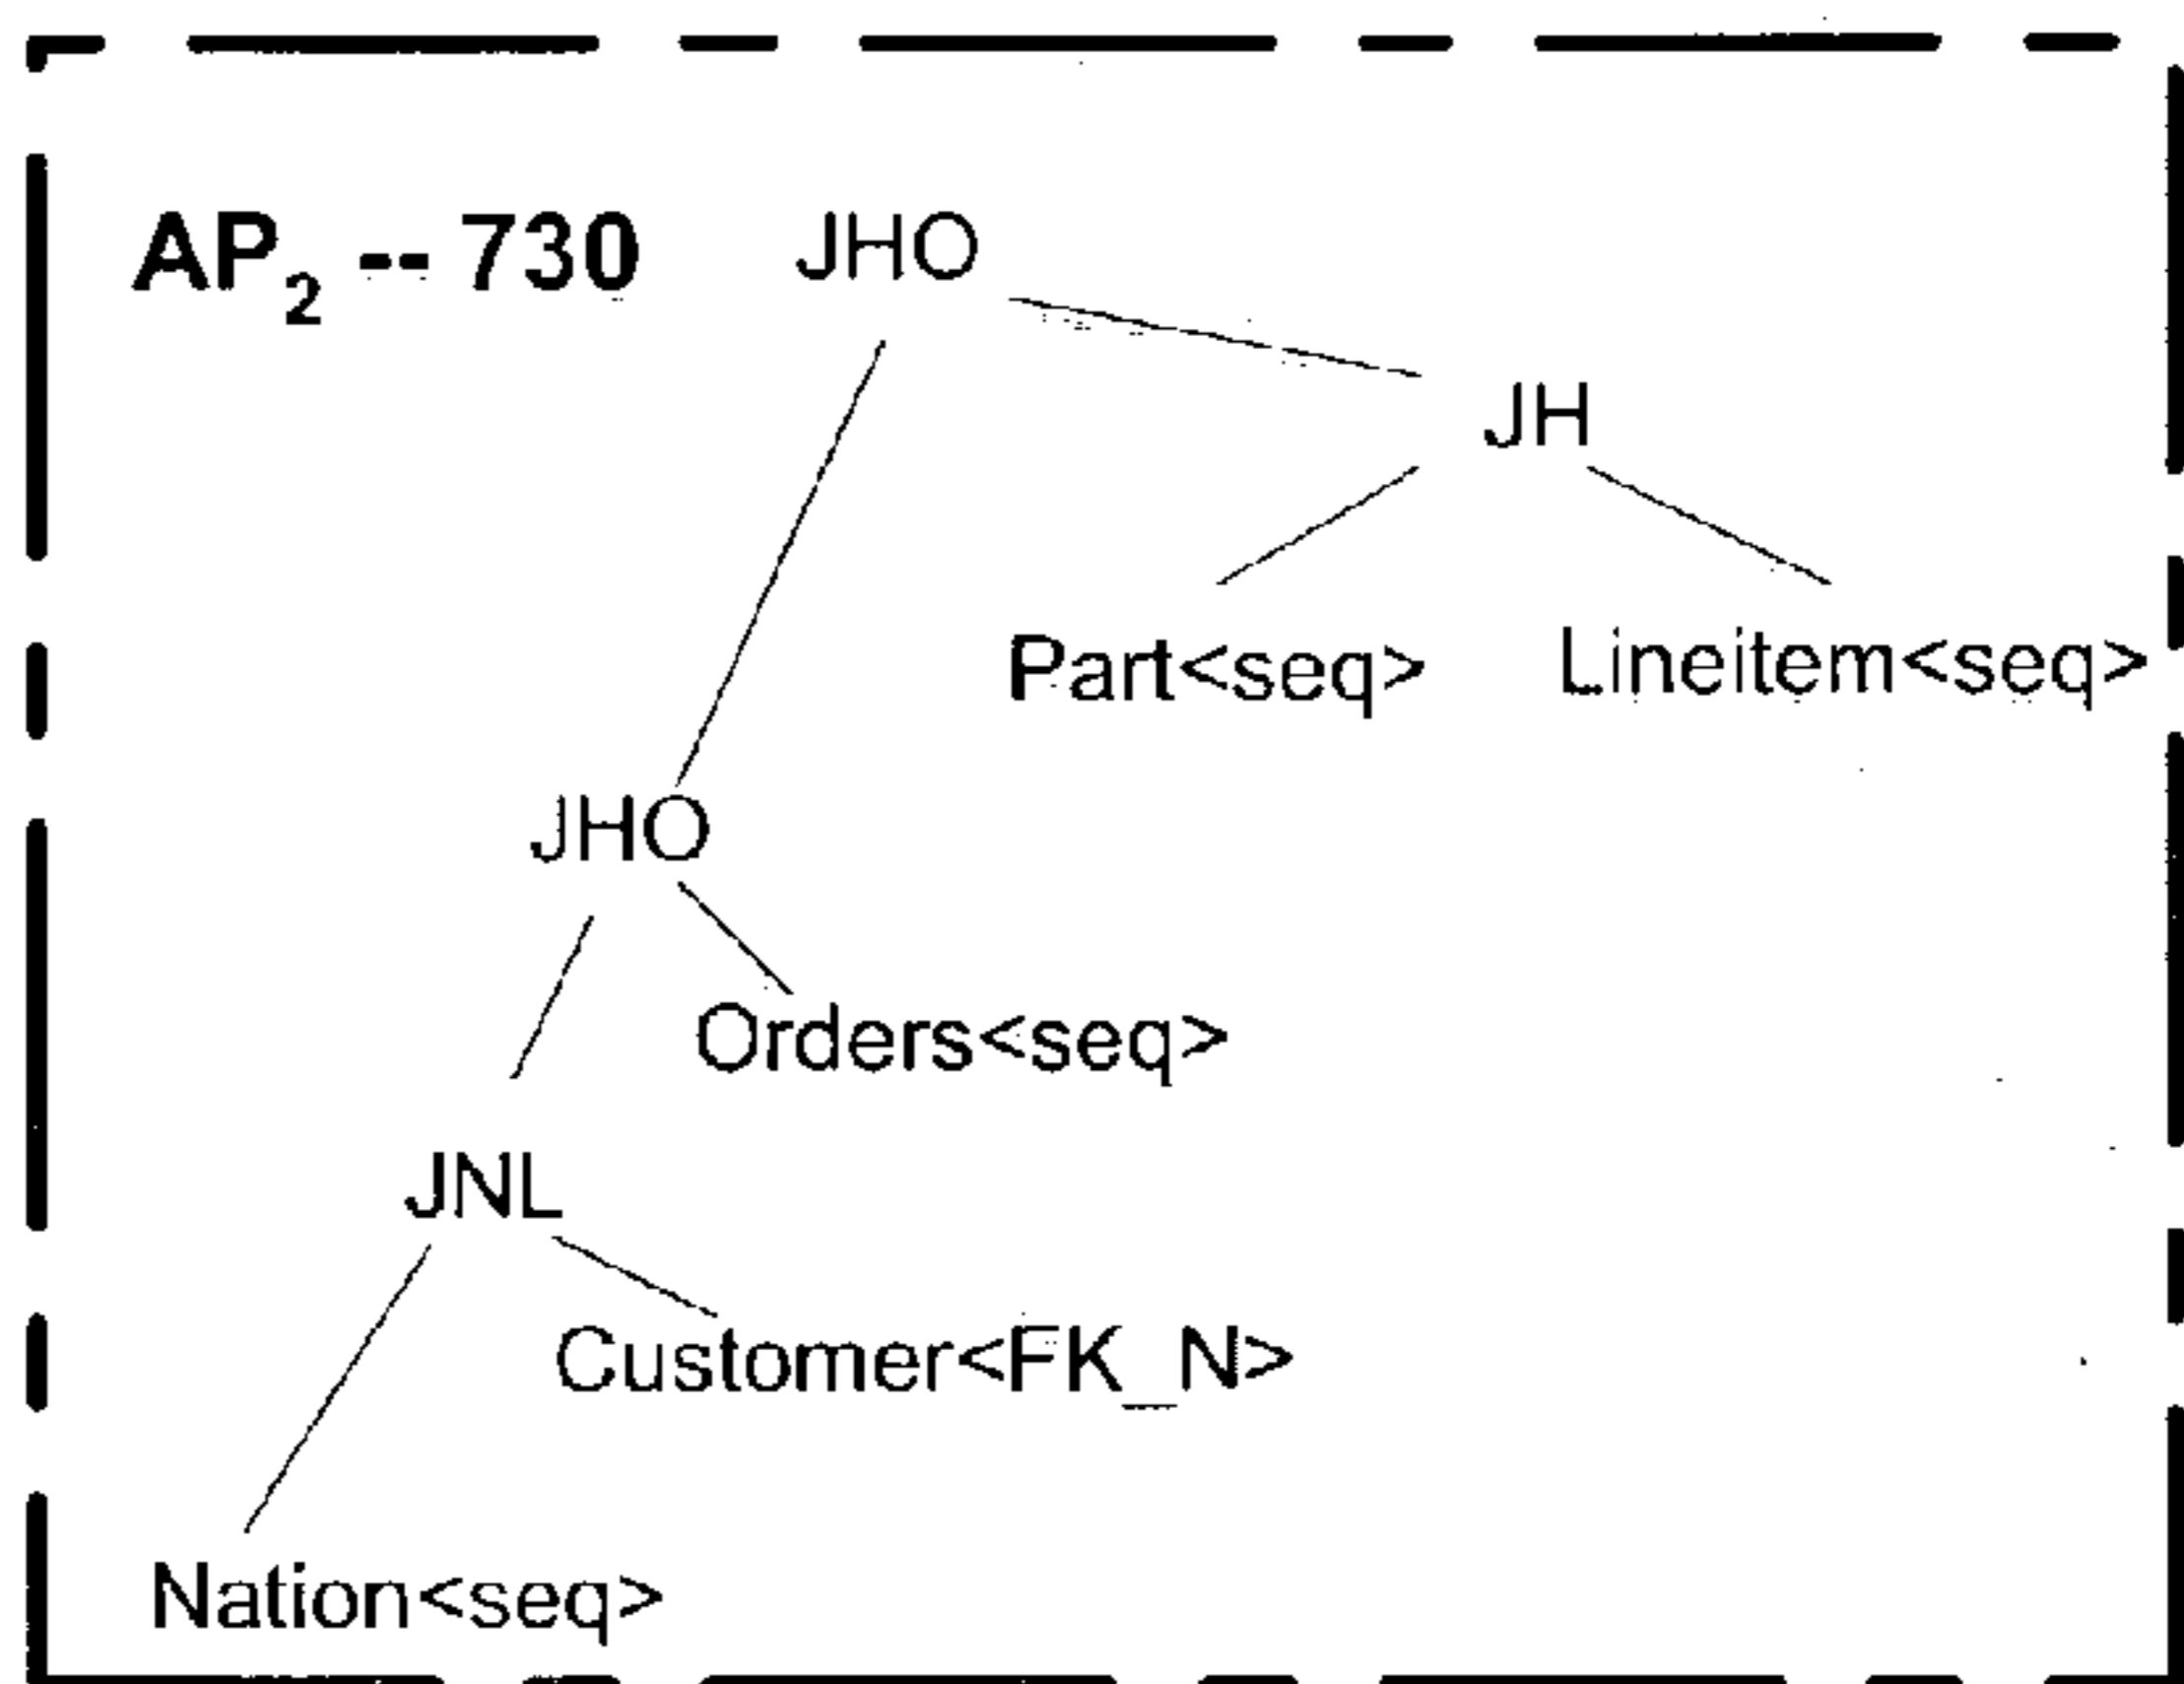 AP2 -- 730 JHO
JH
Part<seq> Lineitem<seq>
JHO
Orders<seq>
JNL
Customer<FK_N>
Nation<seq>